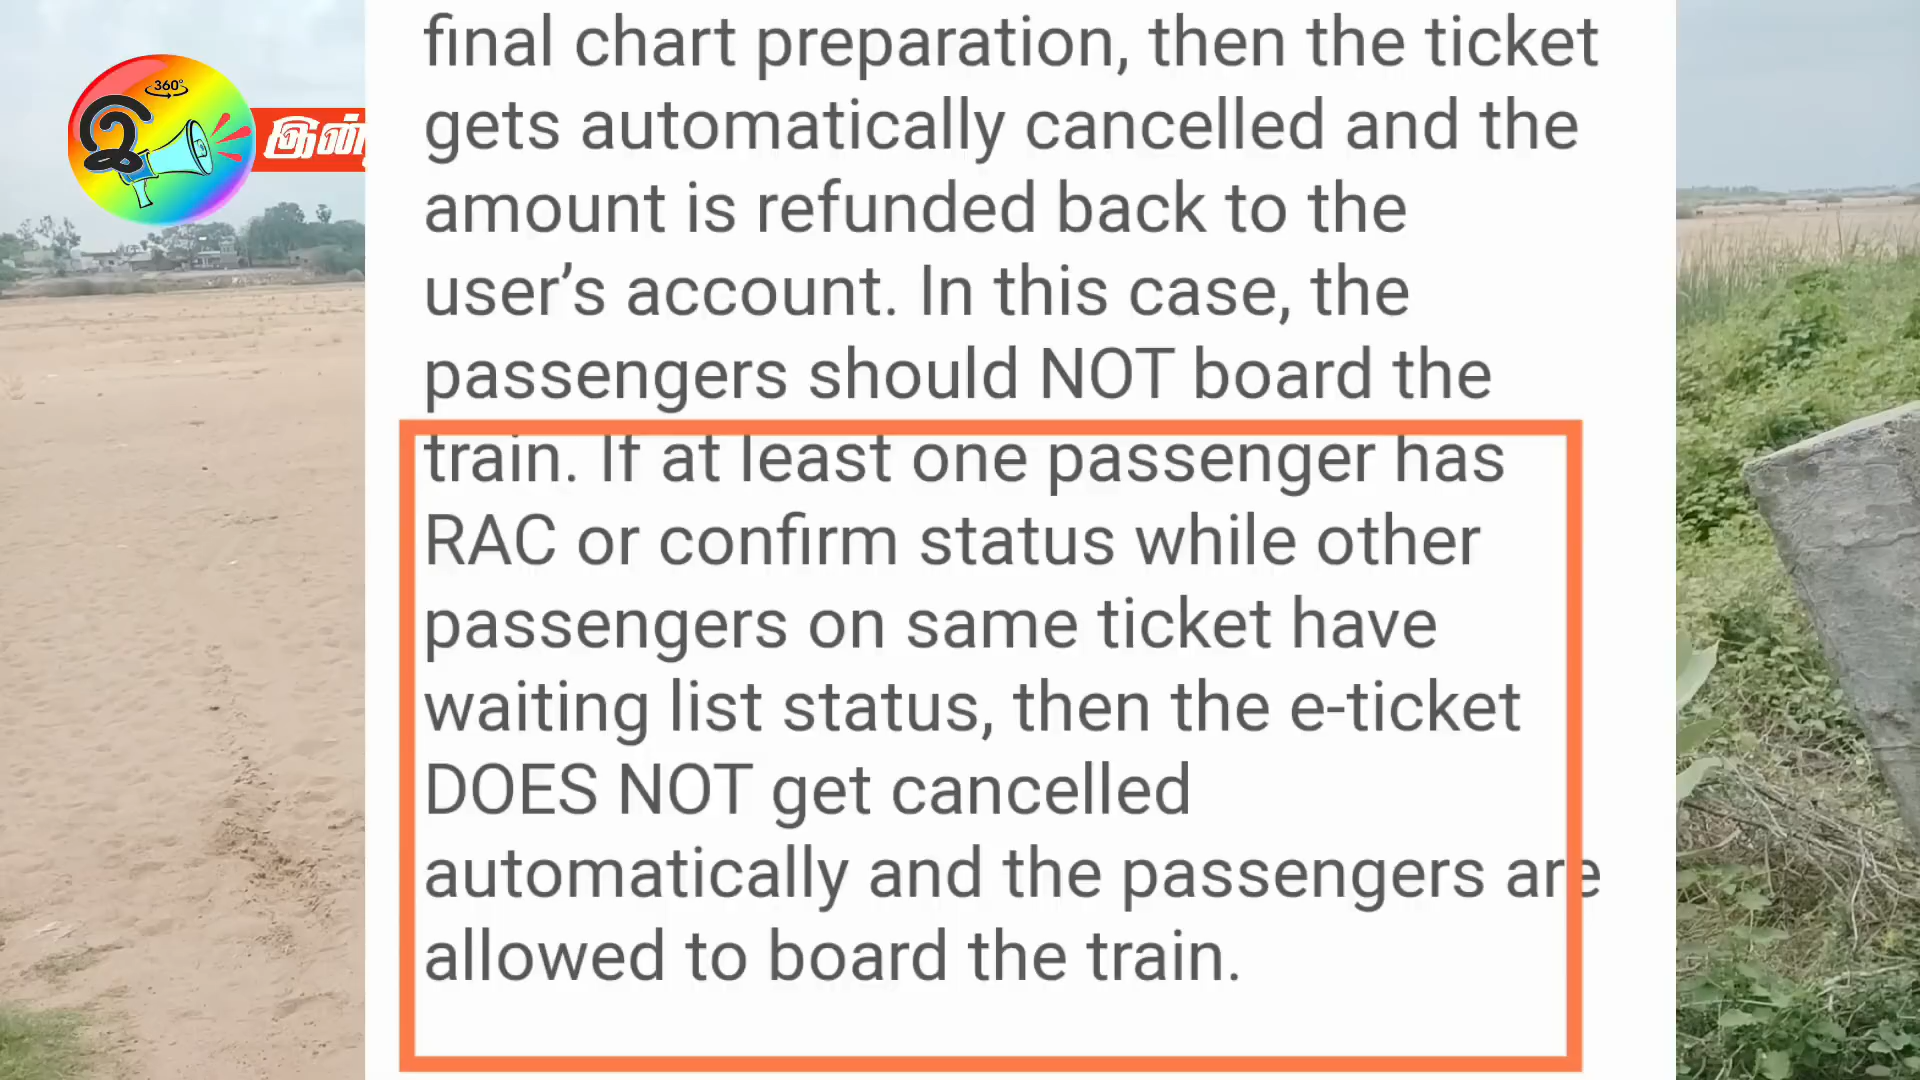 360°
final chart preparation, then the ticket
gets automatically cancelled and the
amount is refunded back to the
user’s account. In this case, the
passengers should NOT board the
train. If at least one passenger has
RAC or confirm status while other
passengers on same ticket have
waiting list status, then the e-ticket
DOES NOT get cancelled
automatically and the passengers are
allowed to board the train.